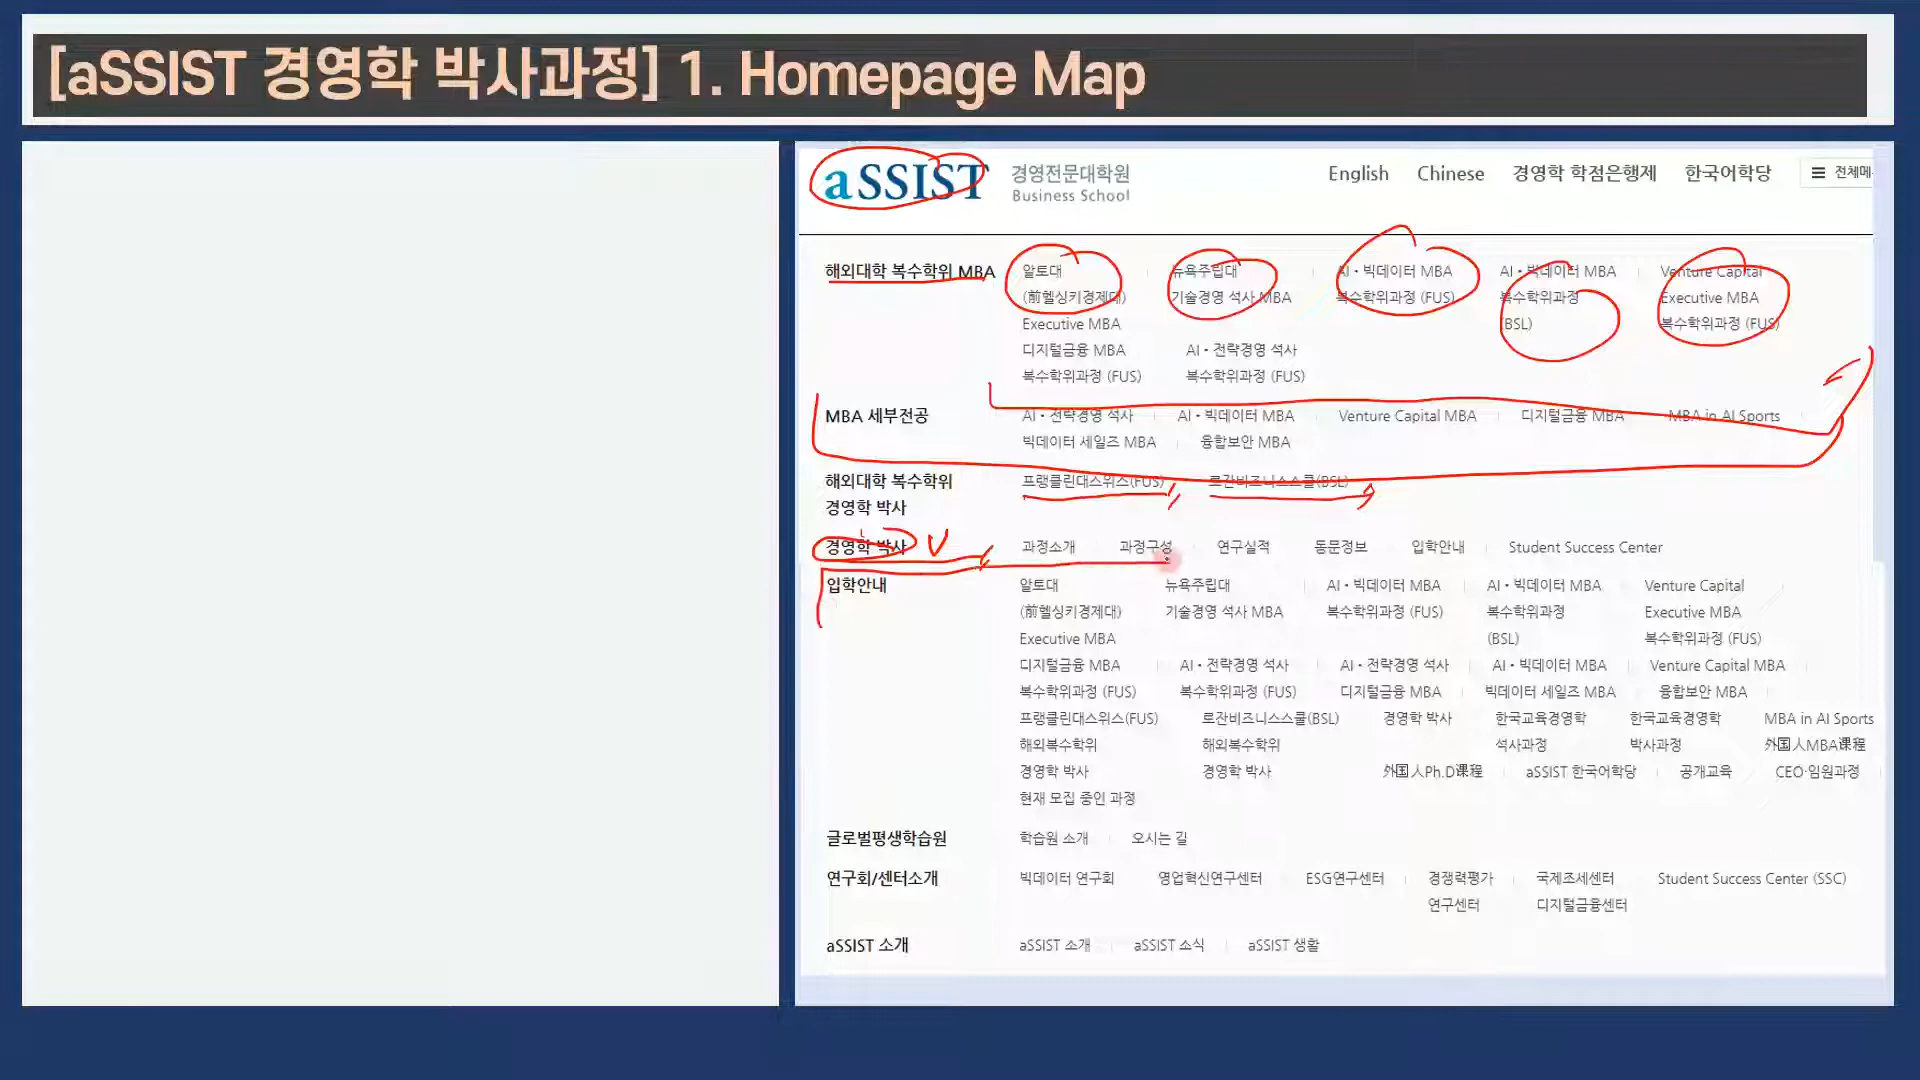 [aSSIST 경영학 박사과정] 1. Homepage Map
aSSIST 경영전문대학원 Business School
English Chinese 경영학 학점은행제 한국어학당 ☰ 전체메
해외대학 복수학위 MBA
알토대 뉴욕주립대 AI・빅데이터 MBA AI・빅데이터 MBA Venture Capital
(前헬싱키경제대) 기술경영 석사 MBA 복수학위과정 (FUS) 복수학위과정 Executive MBA
Executive MBA (BSL) 복수학위과정 (FUS)
디지털금융 MBA AI・전략경영 석사
복수학위과정 (FUS) 복수학위과정 (FUS)
MBA 세부전공 AI・전략경영 석사 AI・빅데이터 MBA Venture Capital MBA 디지털금융 MBA MBA in AI Sports
빅데이터 세일즈 MBA 융합보안 MBA
해외대학 복수학위 프랭클린대스위스(FUS) 로잔비즈니스스쿨(BSL)
경영학 박사
경영학 박사 과정소개 과정구성 연구실적 동문정보 입학안내 Student Success Center
입학안내 알토대 뉴욕주립대 AI・빅데이터 MBA AI・빅데이터 MBA Venture Capital
(前헬싱키경제대) 기술경영 석사 MBA 복수학위과정 (FUS) 복수학위과정 Executive MBA
Executive MBA (BSL) 복수학위과정 (FUS)
디지털금융 MBA AI・전략경영 석사 AI・전략경영 석사 AI・빅데이터 MBA Venture Capital MBA
복수학위과정 (FUS) 복수학위과정 (FUS) 디지털금융 MBA 빅데이터 세일즈 MBA 융합보안 MBA
프랭클린대스위스(FUS) 로잔비즈니스스쿨(BSL) 경영학 박사 한국교육경영학 한국교육경영학 MBA in AI Sports
해외복수학위 해외복수학위 석사과정 박사과정 外国人MBA课程
경영학 박사 경영학 박사 外国人Ph.D课程 aSSIST 한국어학당 공개교육 CEO·임원과정
현재 모집 중인 과정
글로벌평생학습원 학습원 소개 오시는 길
연구회/센터소개 빅데이터 연구회 영업혁신연구센터 ESG연구센터 경쟁력평가 국제조세센터 Student Success Center (SSC)
연구센터 디지털금융센터
aSSIST 소개 aSSIST 소개 aSSIST 소식 aSSIST 생활